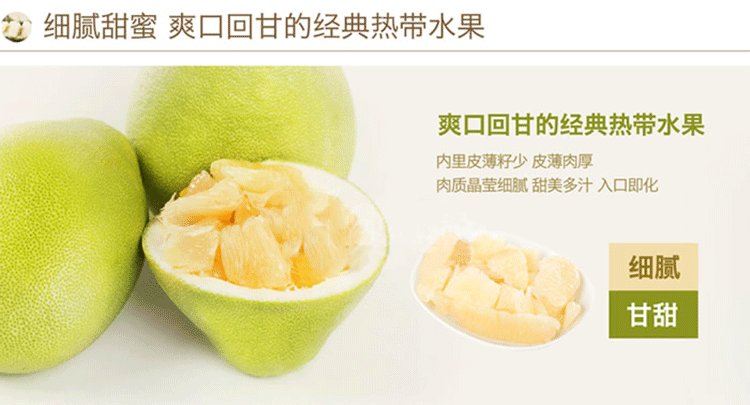 细腻甜蜜 爽口回甘的经典热带水果
爽口回甘的经典热带水果
内里皮薄籽少 皮薄肉厚
肉质晶莹细腻 甜美多汁 入口即化
细腻
甘甜